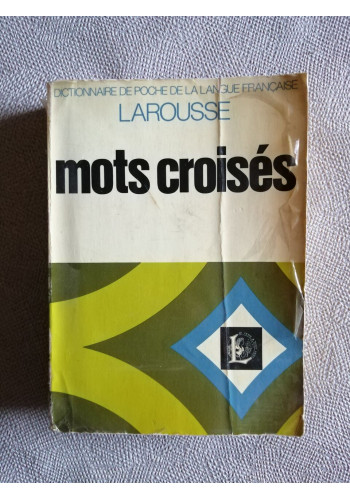 DICTIONNAIRE DE POCHE DE LA LANGUE FRANÇAISE
LAROUSSE
mots croisés